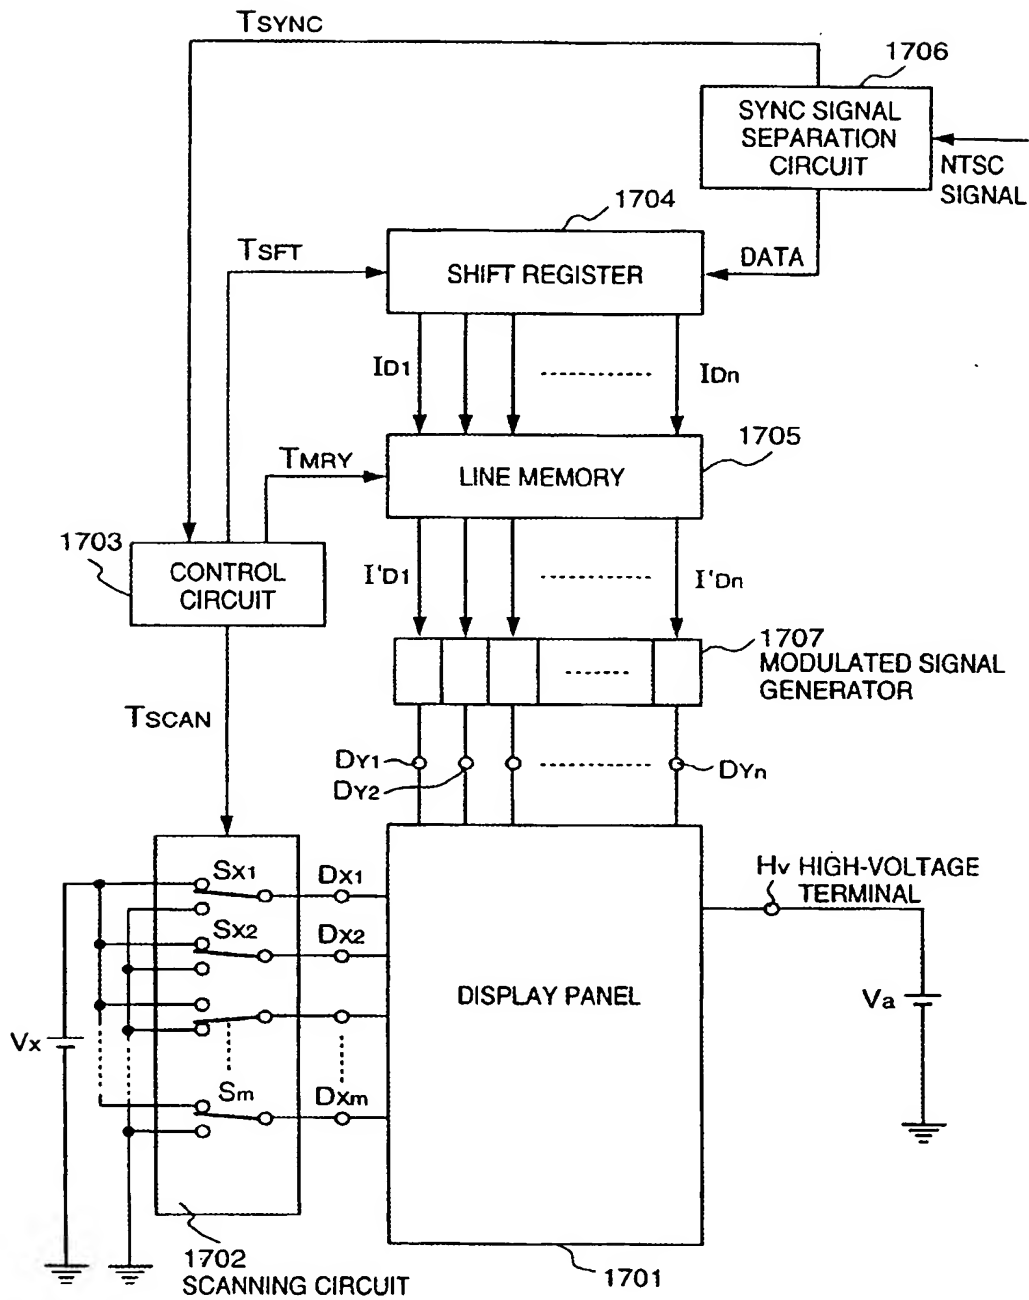 TSYNC
1706
SYNC SIGNAL
SEPARATION
CIRCUIT
NTSC
SIGNAL
1704
TSFT
SHIFT REGISTER
DATA
ID1
IDn
1705
TMRY
LINE MEMORY
1703
CONTROL
CIRCUIT
I'D1
I'Dn
1707
MODULATED SIGNAL
GENERATOR
TSCAN
DY1
DY2
DYn
SX1
DX1
HV HIGH-VOLTAGE
TERMINAL
SX2
DX2
DISPLAY PANEL
Va
Vx
Sm
DXm
1702
SCANNING CIRCUIT
1701